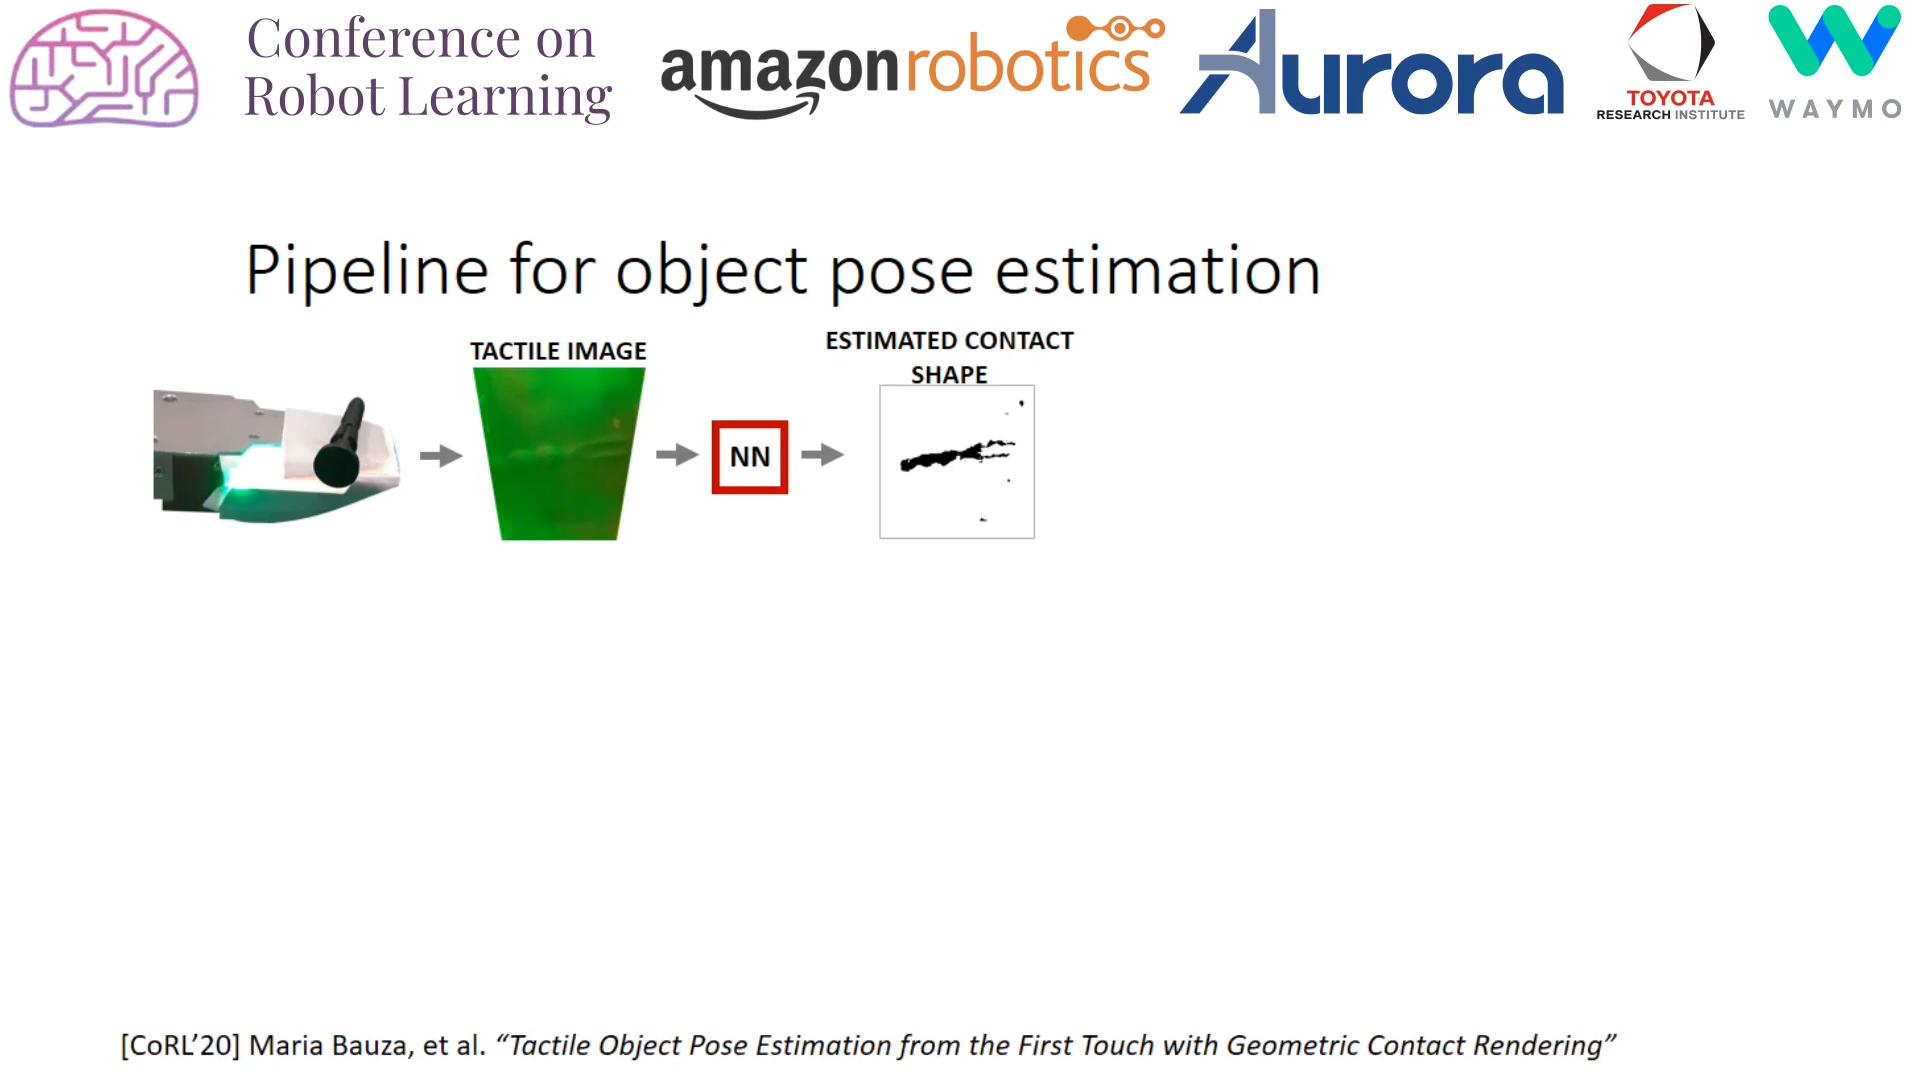 Conference on
Robot Learning
amazon robotics
Aurora
TOYOTA
RESEARCH INSTITUTE
WAYMO
Pipeline for object pose estimation
TACTILE IMAGE
ESTIMATED CONTACT
SHAPE
NN
[CoRL’20] Maria Bauza, et al. “Tactile Object Pose Estimation from the First Touch with Geometric Contact Rendering”